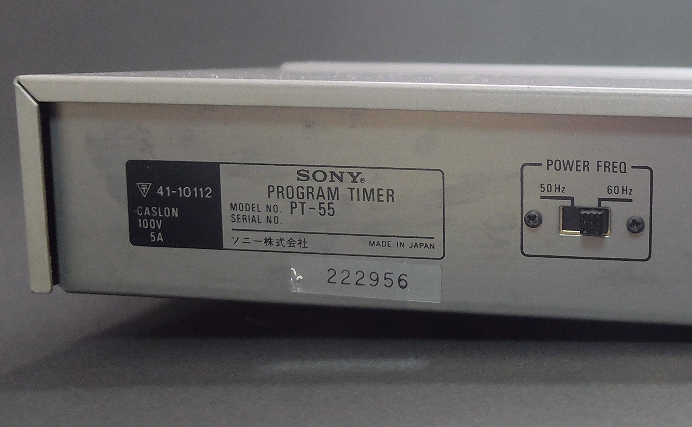 ▽ 41-10112
CASLON
100V
5A
SONY®
PROGRAM TIMER
MODEL NO. PT-55
SERIAL NO.
ソニー株式会社 MADE IN JAPAN
222956
POWER FREQ
50Hz 60Hz